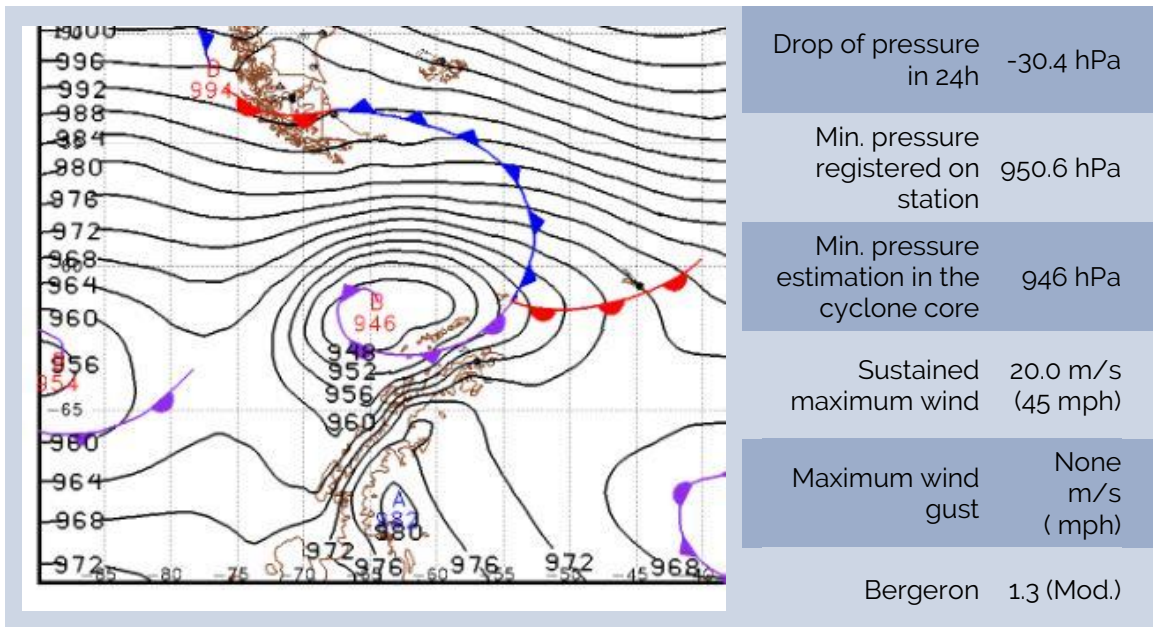 1000
996
992
988
984
980
976
972
968
964
960
956
954
-65
960
964
968
972
D
994
D
946
948
952
956
960
A
980
972
976
976
972
968
-80
-75
-70
-60
-45
Drop of pressure
in 24h
-30.4 hPa
Min. pressure
registered on
station
950.6 hPa
Min. pressure
estimation in the
cyclone core
946 hPa
Sustained
maximum wind
20.0 m/s
(45 mph)
Maximum wind
gust
None
m/s
( mph)
Bergeron
1.3 (Mod.)